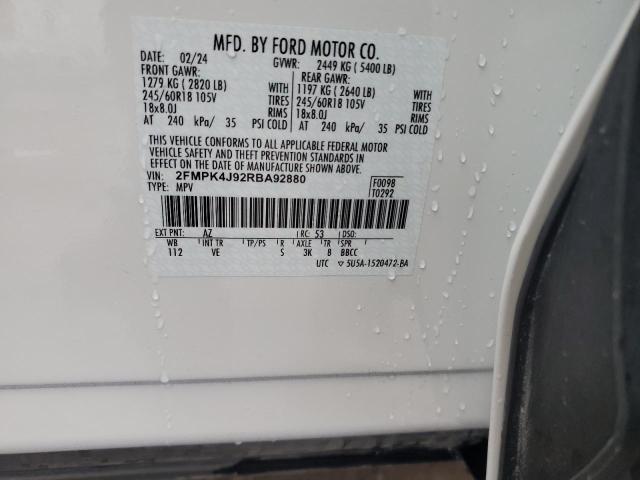 MFD. BY FORD MOTOR CO.
DATE: 02/24 GVWR: 2449 KG ( 5400 LB)
FRONT GAWR: REAR GAWR:
1279 KG ( 2820 LB) WITH 1197 KG ( 2640 LB) WITH
245/60R18 105V TIRES 245/60R18 105V TIRES
18x8.0J RIMS 18x8.0J RIMS
AT 240 kPa/ 35 PSI COLD AT 240 kPa/ 35 PSI COLD
THIS VEHICLE CONFORMS TO ALL APPLICABLE FEDERAL MOTOR
VEHICLE SAFETY AND THEFT PREVENTION STANDARDS IN
EFFECT ON THE DATE OF MANUFACTURE SHOWN ABOVE.
VIN: 2FMPK4J92RBA92880 F0098
TYPE: MPV T0292
EXT PNT: AZ RC: 53 DSO:
WB INT TR TP/PS R AXLE TR SPR
112 VE S 3K 8 BBCC
UTC ▽ 5U5A-1520472-BA